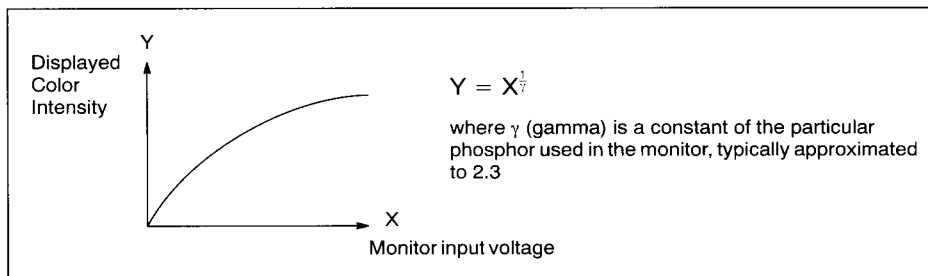 Y
Displayed
Color
Intensity
X
Monitor input voltage
Y = X^{\frac{1}{γ}}
where γ (gamma) is a constant of the particular
phosphor used in the monitor, typically approximated
to 2.3